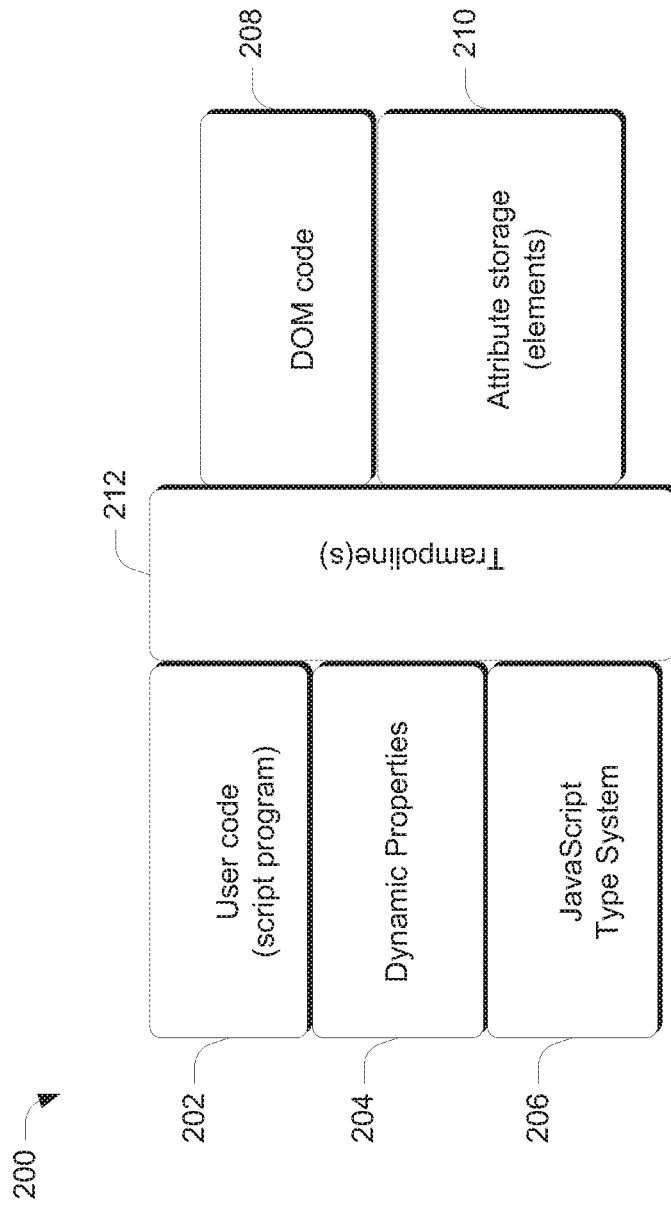 200
202
User code
(script program)
204
Dynamic Properties
206
JavaScript
Type System
212
Trampoline(s)
208
DOM code
210
Attribute storage
(elements)